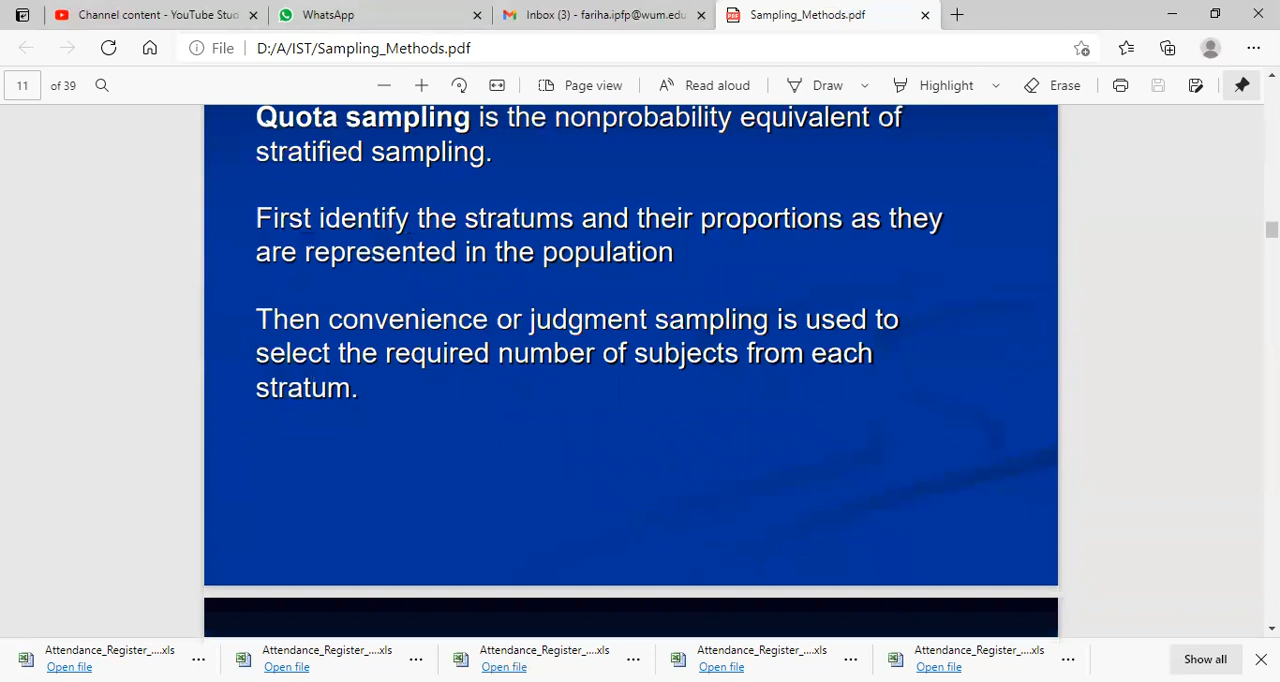 Channel content - YouTube Stu
WhatsApp
Inbox (3) - fariha.ipfp@wum.edu
Sampling_Methods.pdf
File
D:/A/IST/Sampling_Methods.pdf
11
of 39
Page view
Read aloud
Draw
Highlight
Erase
Quota sampling is the nonprobability equivalent of
stratified sampling.
First identify the stratums and their proportions as they
are represented in the population
Then convenience or judgment sampling is used to
select the required number of subjects from each
stratum.
Attendance_Register_....xls
Open file
Attendance_Register_....xls
Open file
Attendance_Register_....xls
Open file
Attendance_Register_....xls
Open file
Attendance_Register_....xls
Open file
Show all